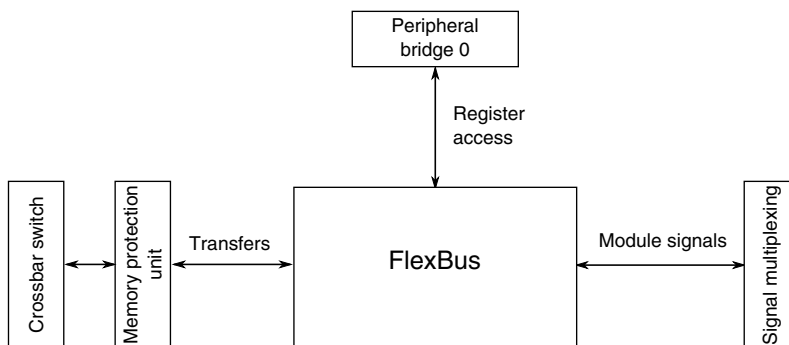 Peripheral
bridge 0
Register
access
Crossbar switch
Memory protection
unit
Transfers
FlexBus
Module signals
Signal multiplexing